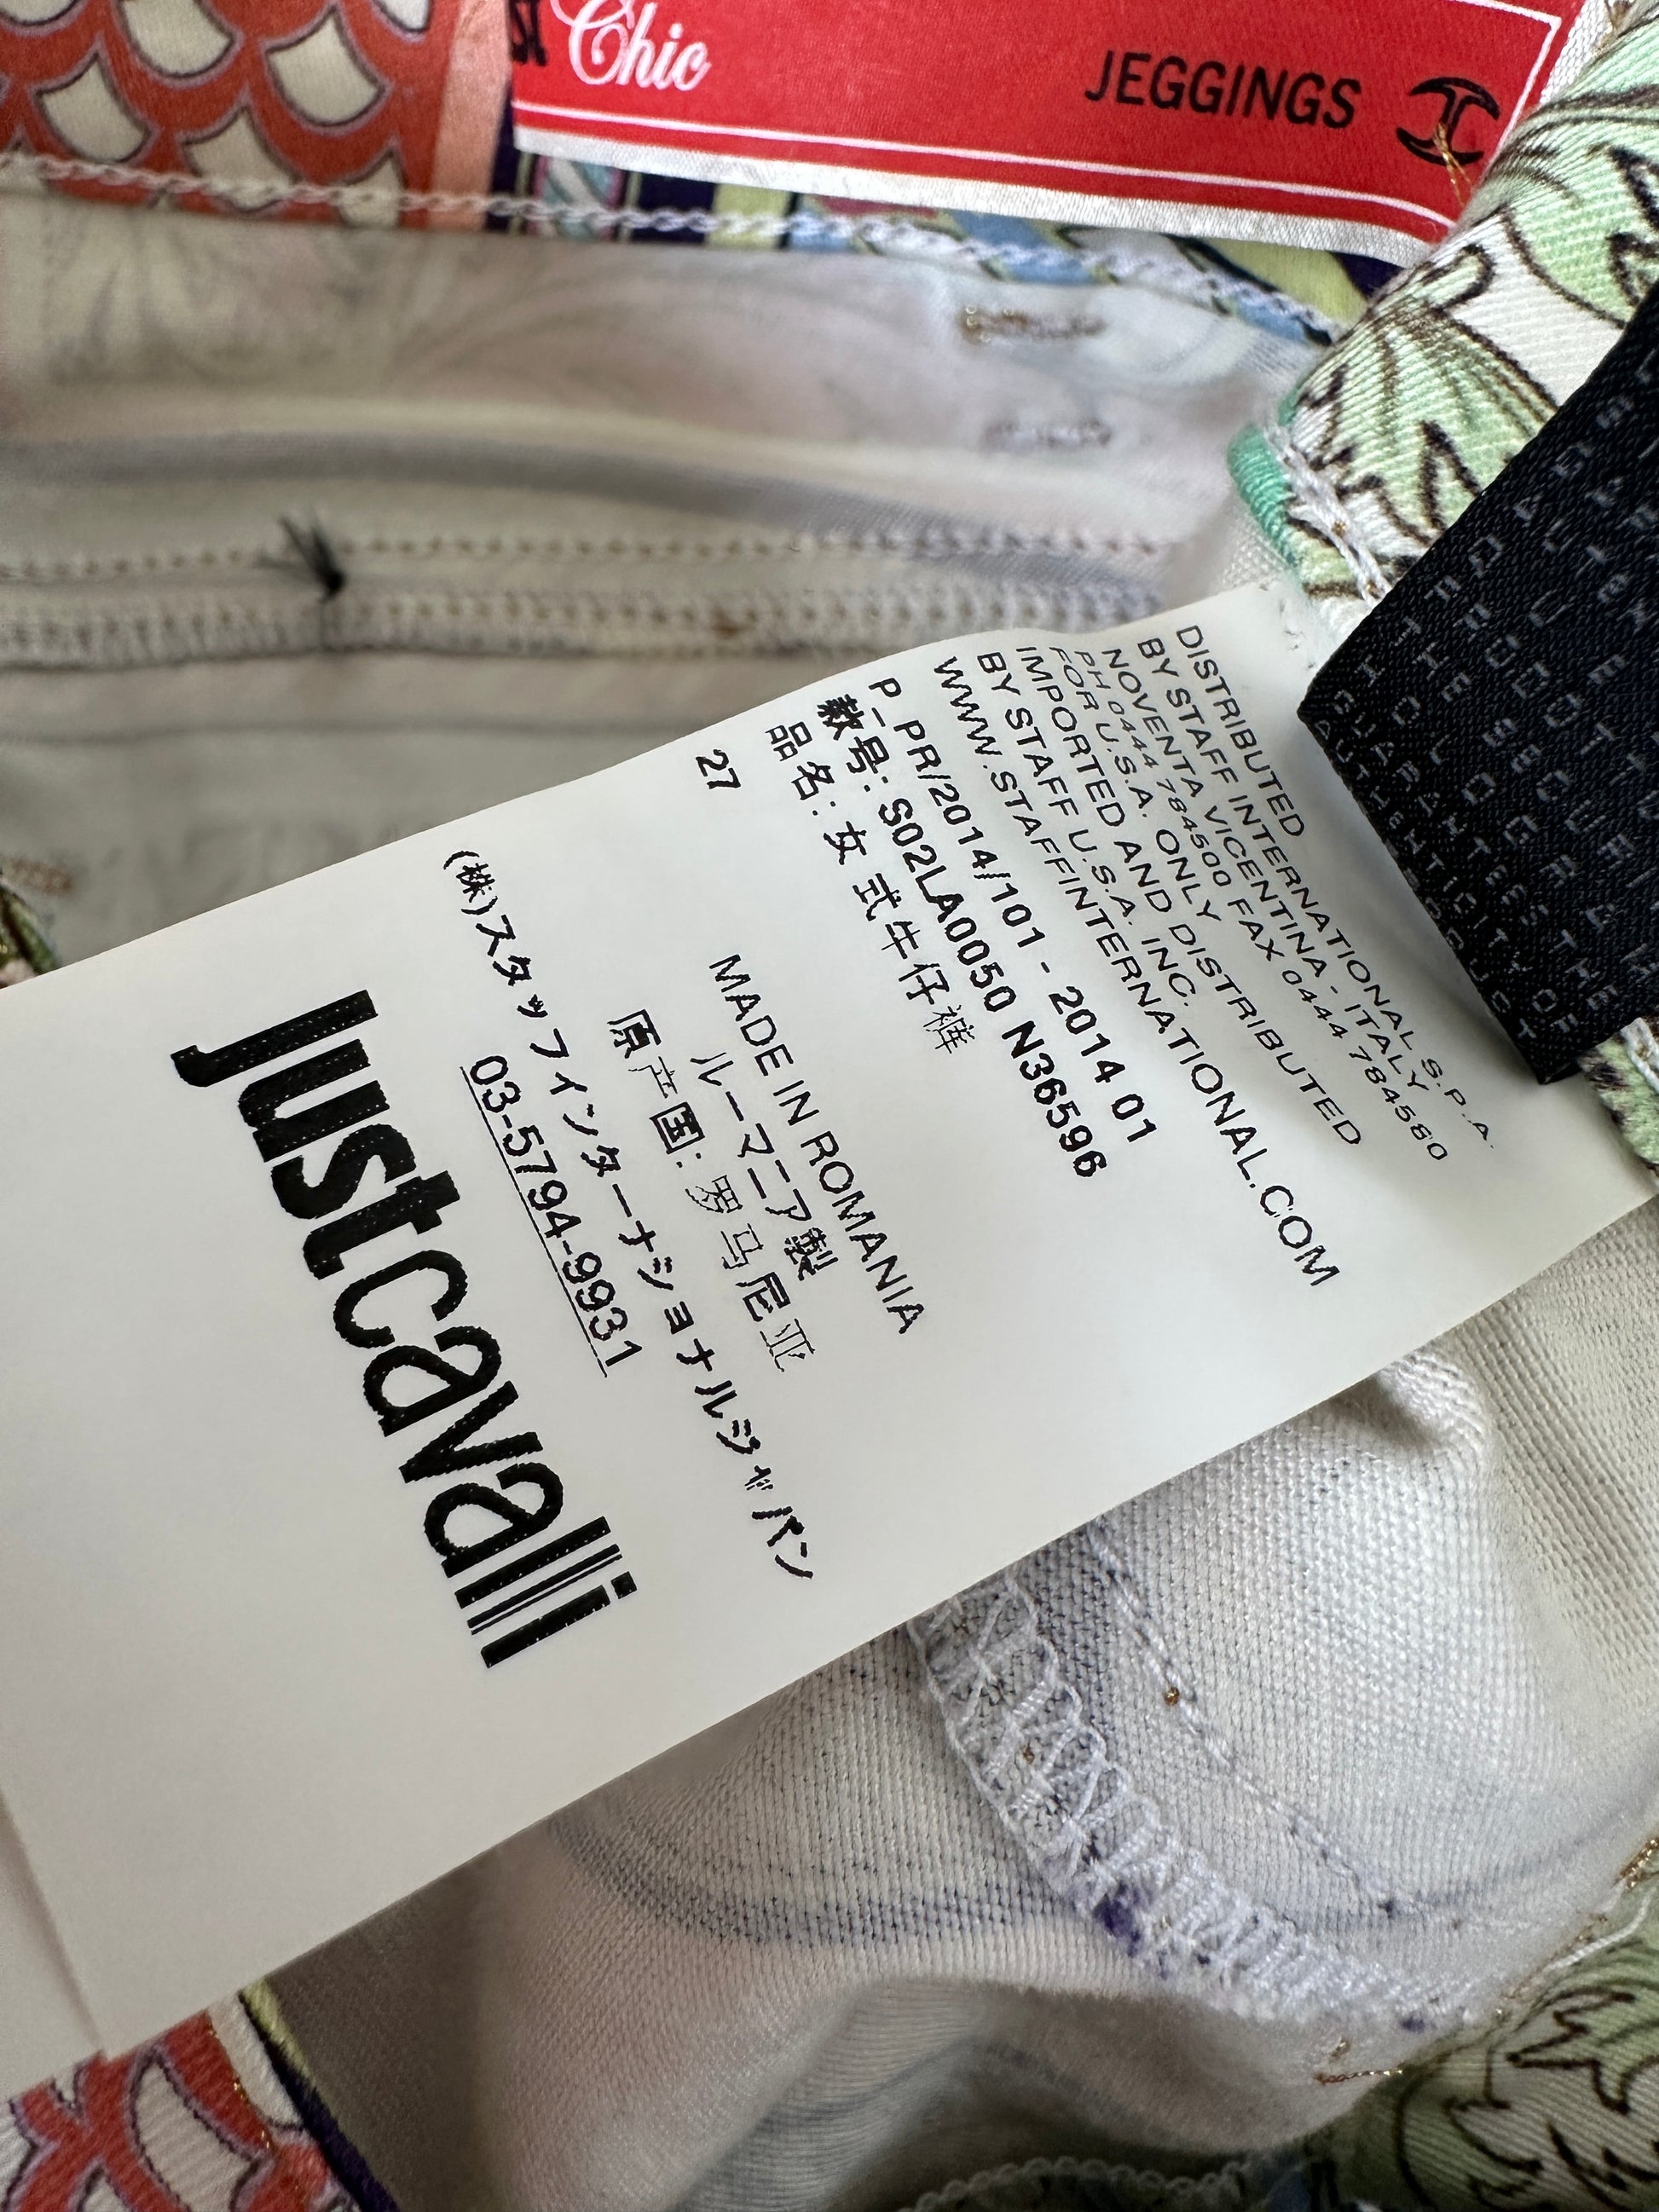 Chic
JEGGINGS
DISTRIBUTED
BY STAFF INTERNATIONAL S.P.A.
NOVENTA VICENTINA - ITALY
PH 0444 784500 FAX 0444 784580
FOR U.S.A. ONLY
IMPORTED AND DISTRIBUTED
BY STAFF U.S.A. INC.
WWW.STAFFINTERNATIONAL.COM
P_PR/2014/101 - 2014 01
款号: S02LA0050 N36596
品名: 女式牛仔裤
27
MADE IN ROMANIA
ルーマニア製
原产国: 罗马尼亚
(株)スタッフインターナショナルジャパン
03-5794-9931
justcavalli